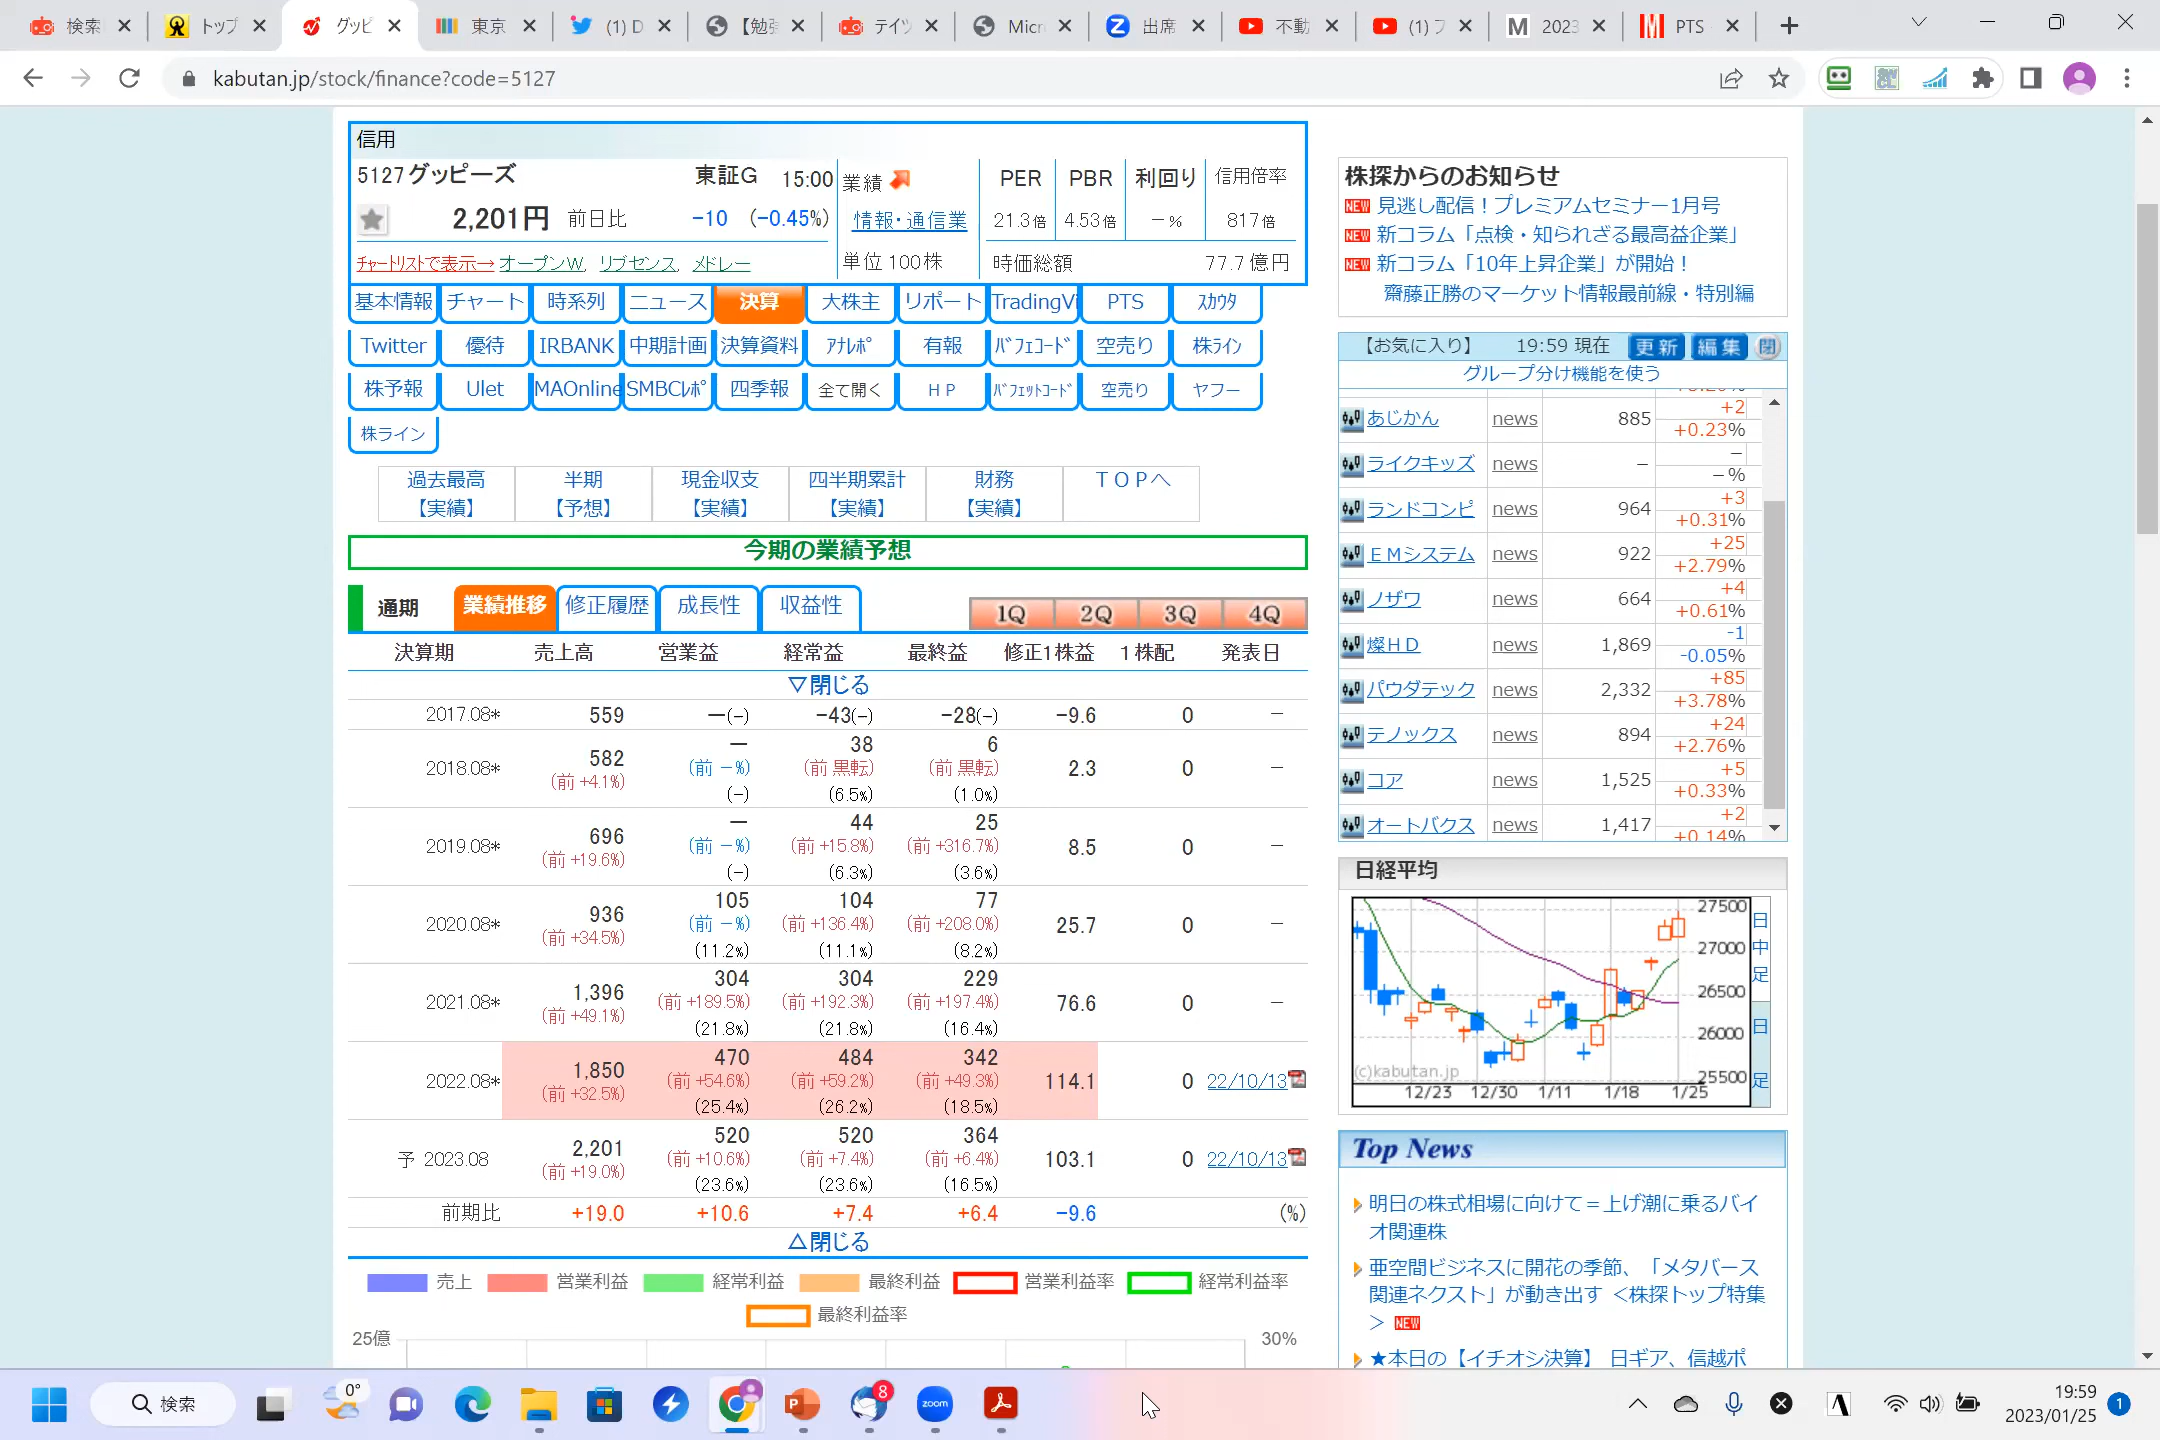 検索
トップ
グッピ
東京
(1) D
【勉強
テイツ
Micr
出席
不動
(1) フ
2023
PTS
kabutan.jp/stock/finance?code=5127
信用
5127 グッピーズ 東証G 15:00
2,201円 前日比 -10 (-0.45%)
チャートリストで表示→ オープンW, リブセンス, メドレー
業績
情報・通信業
単位 100株
PER PBR 利回り 信用倍率
21.3倍 4.53倍 －% 817倍
時価総額 77.7億円
基本情報 チャート 時系列 ニュース 決算 大株主 リポート TradingVi PTS ｽｶｳﾀ
Twitter 優待 IRBANK 中期計画 決算資料 ｱﾅﾚﾎﾟ 有報 ﾊﾞﾌｪｺｰﾄﾞ 空売り 株ﾗｲﾝ
株予報 Ulet MAOnline SMBCﾚﾎﾟ 四季報 全て開く ＨＰ ﾊﾞﾌｪｯﾄｺｰﾄﾞ 空売り ヤフー
株ライン
過去最高 半期 現金収支 四半期累計 財務 ＴＯＰへ
【実績】 【予想】 【実績】 【実績】 【実績】
今期の業績予想
通期 業績推移 修正履歴 成長性 収益性 1Q 2Q 3Q 4Q
決算期 売上高 営業益 経常益 最終益 修正1株益 １株配 発表日
▽閉じる
2017.08* 559 ー(−) -43(−) -28(−) -9.6 0 －
2018.08* 582 ー 38 6 2.3 0 －
(前 +4.1%) (前 −%) (前 黒転) (前 黒転)
(−) (6.5%) (1.0%)
2019.08* 696 ー 44 25 8.5 0 －
(前 +19.6%) (前 −%) (前 +15.8%) (前 +316.7%)
(−) (6.3%) (3.6%)
2020.08* 936 105 104 77 25.7 0 －
(前 +34.5%) (前 −%) (前 +136.4%) (前 +208.0%)
(11.2%) (11.1%) (8.2%)
2021.08* 1,396 304 304 229 76.6 0 －
(前 +49.1%) (前 +189.5%) (前 +192.3%) (前 +197.4%)
(21.8%) (21.8%) (16.4%)
2022.08* 1,850 470 484 342 114.1 0 22/10/13
(前 +32.5%) (前 +54.6%) (前 +59.2%) (前 +49.3%)
(25.4%) (26.2%) (18.5%)
予 2023.08 2,201 520 520 364 103.1 0 22/10/13
(前 +19.0%) (前 +10.6%) (前 +7.4%) (前 +6.4%)
(23.6%) (23.6%) (16.5%)
前期比 +19.0 +10.6 +7.4 +6.4 -9.6 (%)
△閉じる
売上 営業利益 経常利益 最終利益 営業利益率 経常利益率
最終利益率
25億 30%
株探からのお知らせ
NEW 見逃し配信！プレミアムセミナー1月号
NEW 新コラム「点検・知られざる最高益企業」
NEW 新コラム「10年上昇企業」が開始！
齋藤正勝のマーケット情報最前線・特別編
【お気に入り】 19:59 現在 更新 編集 閉
グループ分け機能を使う
あじかん news 885 +2 +0.23%
ライクキッズ news − − −%
ランドコンピ news 964 +3 +0.31%
ＥＭシステム news 922 +25 +2.79%
ノザワ news 664 +4 +0.61%
燦ＨＤ news 1,869 -1 -0.05%
パウダテック news 2,332 +85 +3.78%
テノックス news 894 +24 +2.76%
コア news 1,525 +5 +0.33%
オートバクス news 1,417 +2 +0.14%
日経平均
27500
27000
26500
26000
25500
(c)kabutan.jp
12/23 12/30 1/11 1/18 1/25
日中足
日足
Top News
明日の株式相場に向けて＝上げ潮に乗るバイ
オ関連株
亜空間ビジネスに開花の季節、「メタバース
関連ネクスト」が動き出す ＜株探トップ特集
＞ NEW
★本日の【イチオシ決算】 日ギア、信越ポ
0°
検索
8
zoom
A
19:59
2023/01/25
1